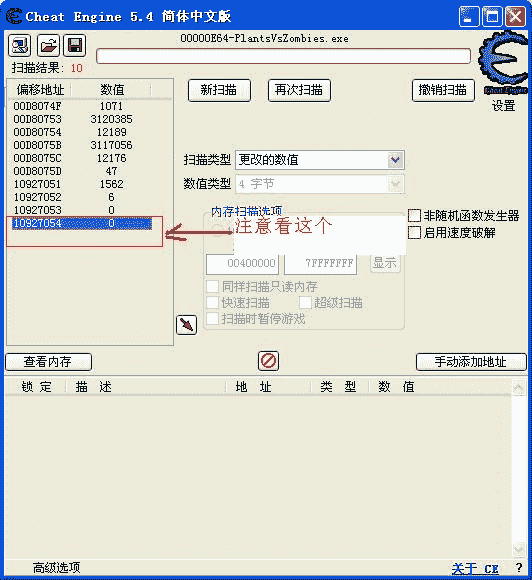 Cheat Engine 5.4 简体中文版
00000E64-PlantsVsZombies.exe
扫描结果: 10
Cheat Engine
设置
偏移地址 数值
00D8074F 1071
00D80753 3120385
00D80754 12189
00D8075B 3117056
00D8075C 12176
00D8075D 47
10927051 1562
10927052 6
10927053 0
10927054 0
新扫描 再次扫描 撤销扫描
扫描类型 更改的数值
数值类型 4 字节
内存扫描选项
注意看这个
00400000 7FFFFFFF 显示
同样扫描只读内存
快速扫描 超级扫描
扫描时暂停游戏
非随机函数发生器
启用速度破解
查看内存 手动添加地址
锁 定 描 述 地 址 类 型 数 值
高级选项 关于 CE ?